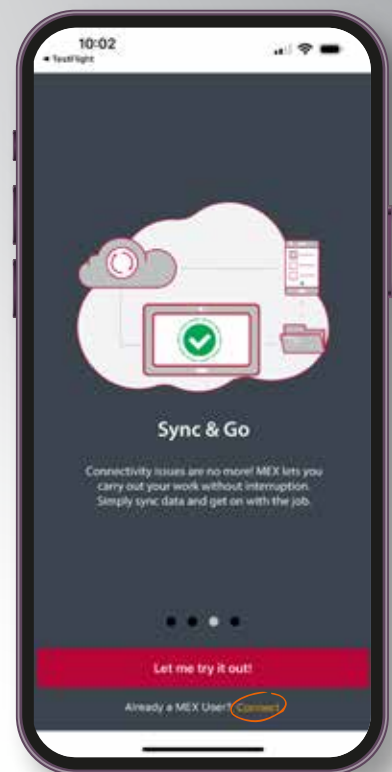 10:02
◀ TestFlight
Sync & Go
Connectivity issues are no more! MEX lets you
carry out your work without interruption.
Simply sync data and get on with the job.
Let me try it out!
Already a MEX User? Connect